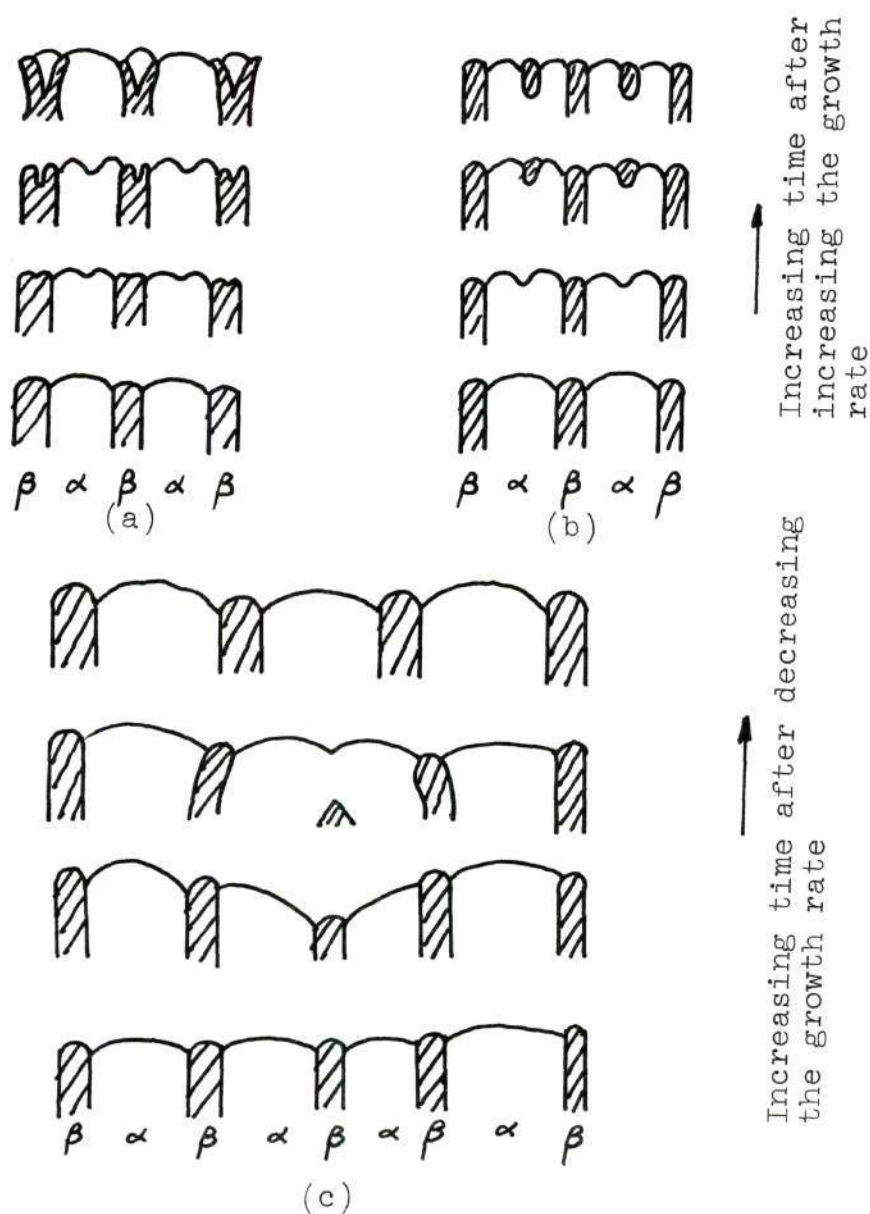 β α β α β
(a)
β α β α β
(b)
Increasing time after
increasing the growth
rate
β α β α β α β
(c)
Increasing time after decreasing
the growth rate